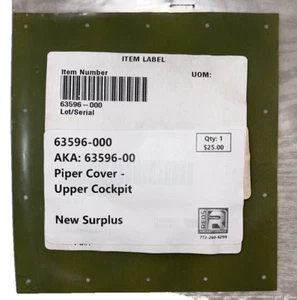 ITEM LABEL
Item Number
UOM:
63596-000
Lot/Serial
63596-000
AKA: 63596-00
Piper Cover -
Upper Cockpit
New Surplus
Qty: 1
$25.00